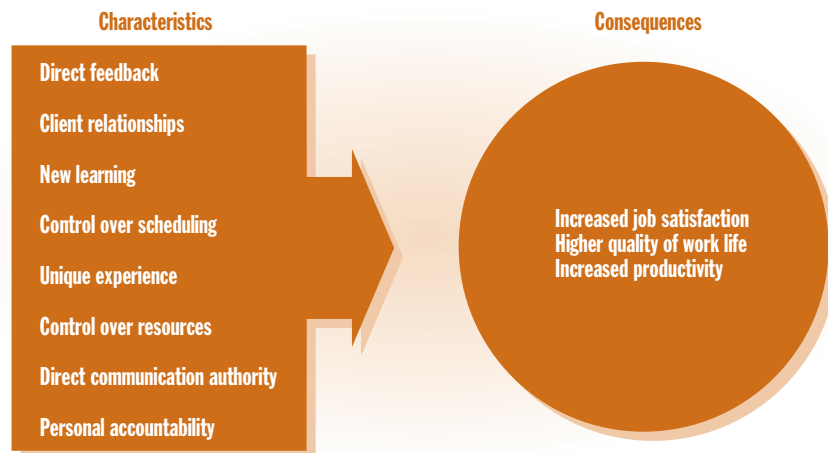 Characteristics
Direct feedback
Client relationships
New learning
Control over scheduling
Unique experience
Control over resources
Direct communication authority
Personal accountability
Consequences
Increased job satisfaction
Higher quality of work life
Increased productivity